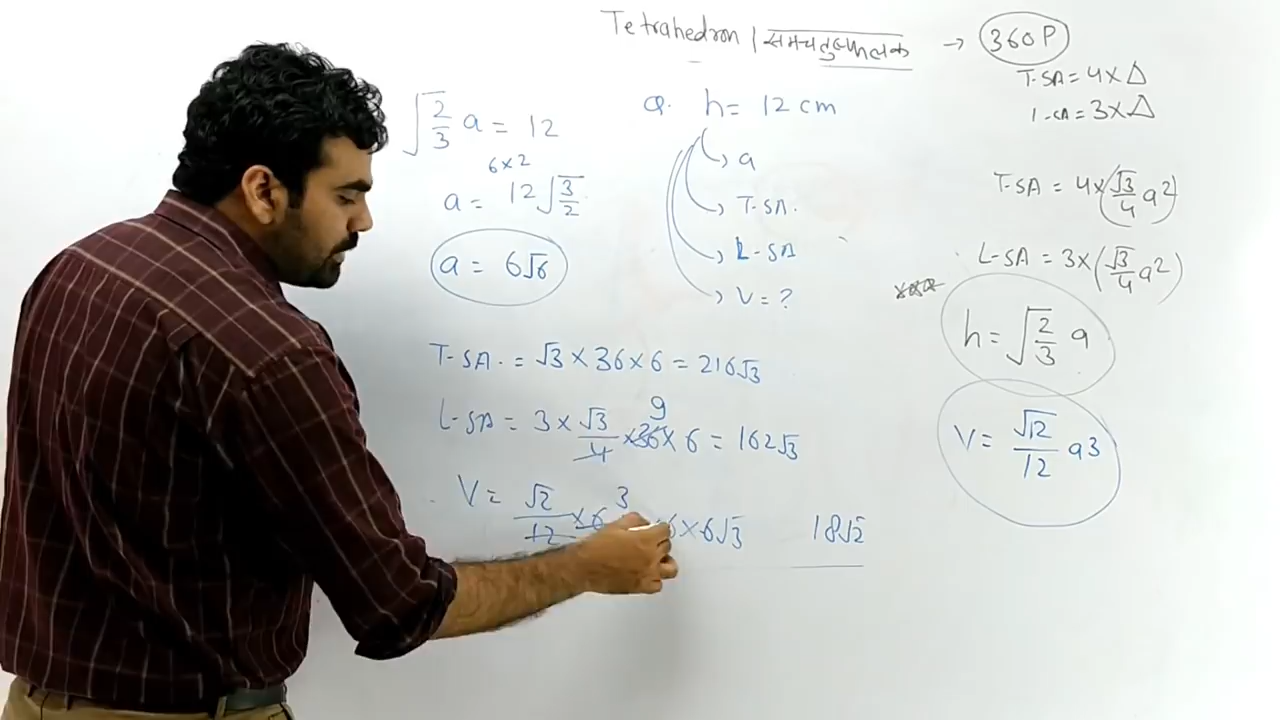 Tetrahedron | समचतुष्फलक → 360P
T·SA = 4×Δ
L-SA = 3×Δ
T·SA = 4×(√3/4 a²)
L-SA = 3×(√3/4 a²)
h = √(2/3) a
V = √2/12 a³
Q. h = 12 cm
→ a
→ T·SA.
→ L-SA
→ V = ?
√(2/3) a = 12
6×2
a = 12√(3/2)
a = 6√6
T·SA. = √3 × 36 × 6 = 216√3
9
L-SA = 3 × √3/4 × 36 × 6 = 162√3
3
V = √2/12 × 6 × 6 × 6√3 18√2